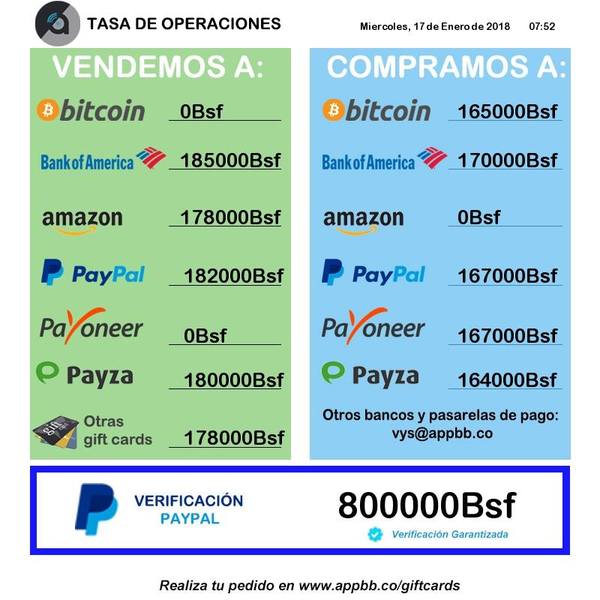 TASA DE OPERACIONES
Miercoles, 17 de Enero de 2018 07:52
VENDEMOS A:
bitcoin 0Bsf
Bank of America 185000Bsf
amazon 178000Bsf
PayPal 182000Bsf
Payoneer 0Bsf
Payza 180000Bsf
Otras
gift cards 178000Bsf
COMPRAMOS A:
bitcoin 165000Bsf
Bank of America 170000Bsf
amazon 0Bsf
PayPal 167000Bsf
Payoneer 167000Bsf
Payza 164000Bsf
Otros bancos y pasarelas de pago:
vys@appbb.co
VERIFICACIÓN
PAYPAL
800000Bsf
Verificación Garantizada
Realiza tu pedido en www.appbb.co/giftcards